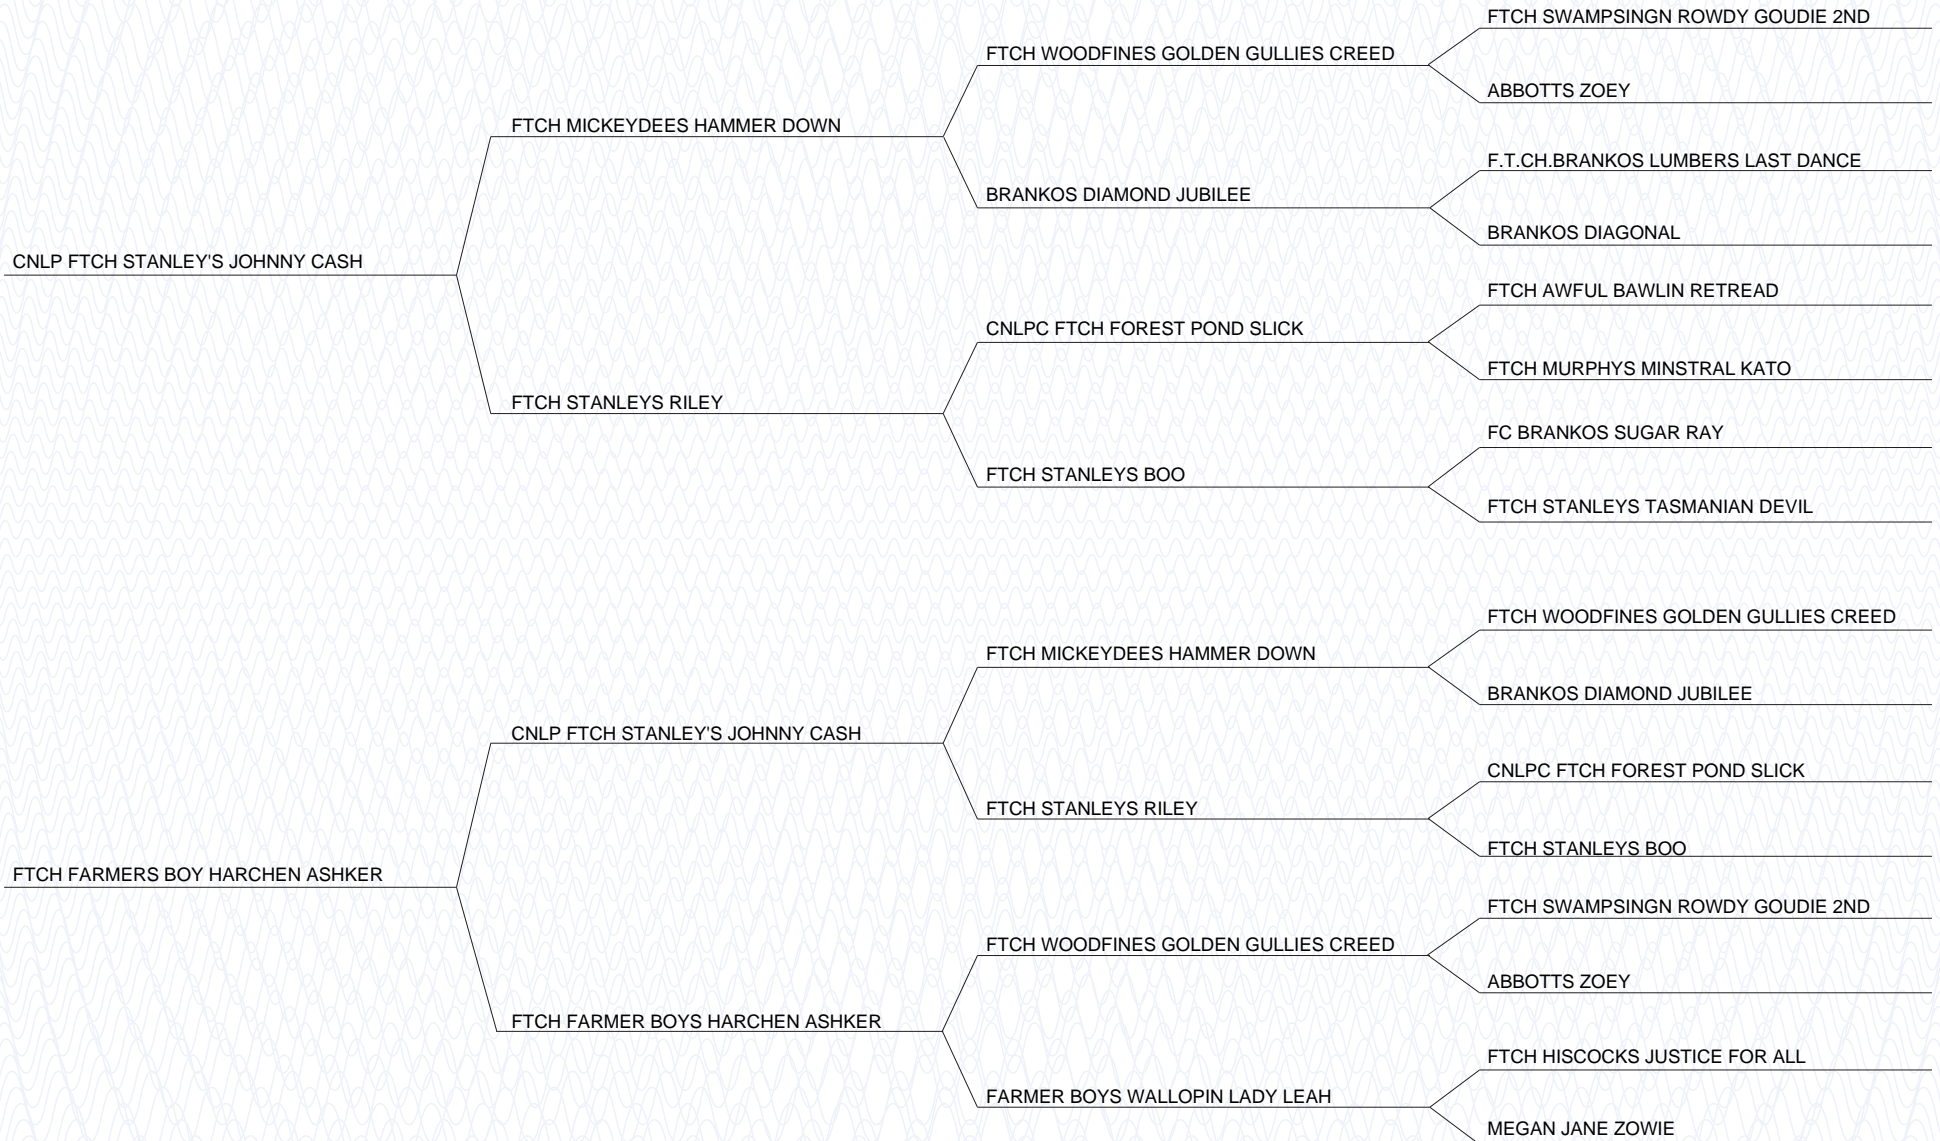 FTCH SWAMPSINGN ROWDY GOUDIE 2ND
FTCH WOODFINES GOLDEN GULLIES CREED
ABBOTTS ZOEY
FTCH MICKEYDEES HAMMER DOWN
F.T.CH.BRANKOS LUMBERS LAST DANCE
BRANKOS DIAMOND JUBILEE
BRANKOS DIAGONAL
CNLP FTCH STANLEY'S JOHNNY CASH
FTCH AWFUL BAWLIN RETREAD
CNLPC FTCH FOREST POND SLICK
FTCH MURPHYS MINSTRAL KATO
FTCH STANLEYS RILEY
FC BRANKOS SUGAR RAY
FTCH STANLEYS BOO
FTCH STANLEYS TASMANIAN DEVIL
FTCH WOODFINES GOLDEN GULLIES CREED
FTCH MICKEYDEES HAMMER DOWN
BRANKOS DIAMOND JUBILEE
CNLP FTCH STANLEY'S JOHNNY CASH
CNLPC FTCH FOREST POND SLICK
FTCH STANLEYS RILEY
FTCH STANLEYS BOO
FTCH FARMERS BOY HARCHEN ASHKER
FTCH SWAMPSINGN ROWDY GOUDIE 2ND
FTCH WOODFINES GOLDEN GULLIES CREED
ABBOTTS ZOEY
FTCH FARMER BOYS HARCHEN ASHKER
FTCH HISCOCKS JUSTICE FOR ALL
FARMER BOYS WALLOPIN LADY LEAH
MEGAN JANE ZOWIE